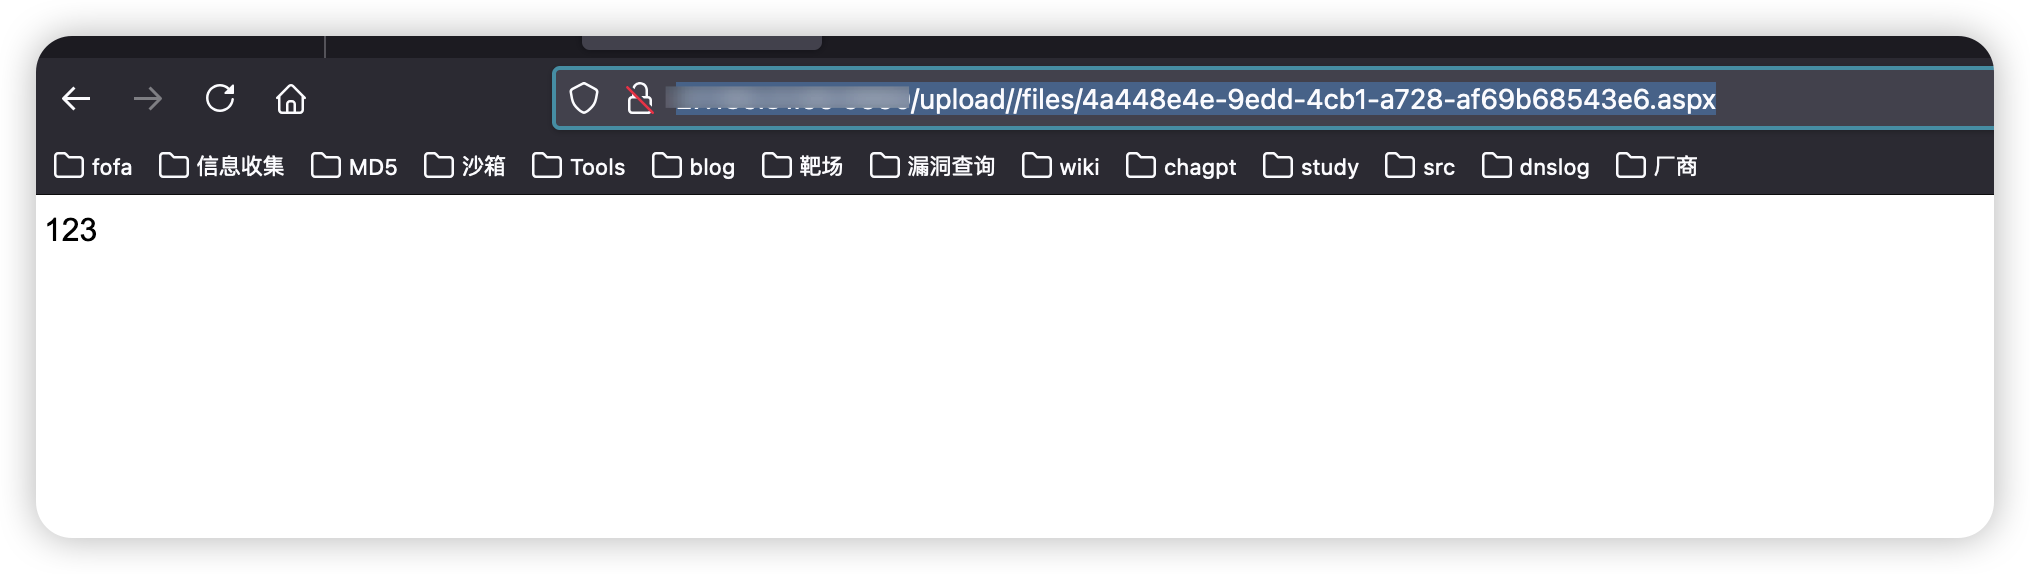 /upload//files/4a448e4e-9edd-4cb1-a728-af69b68543e6.aspx
fofa 信息收集 MD5 沙箱 Tools blog 靶场 漏洞查询 wiki chagpt study src dnslog 厂商
123